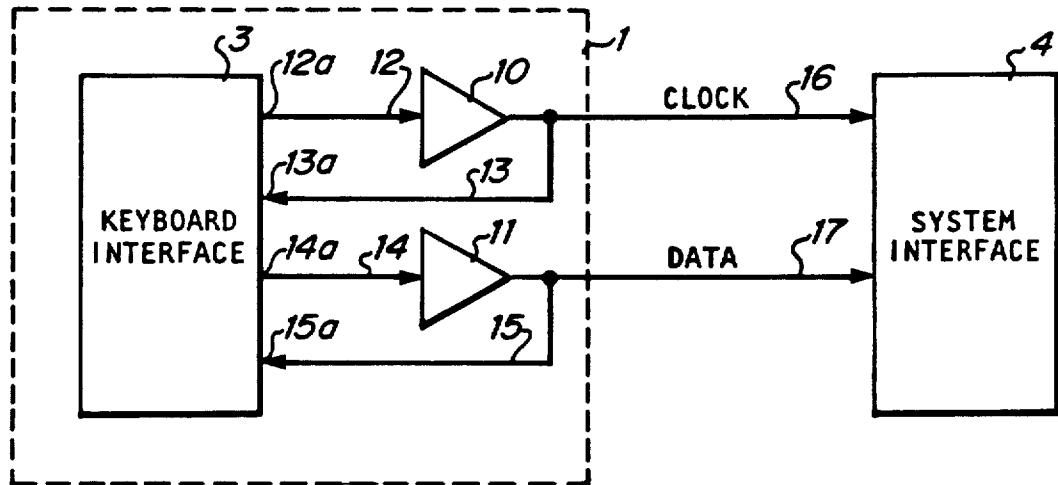 1
3
4
12a
12
10
CLOCK
16
13a
13
KEYBOARD
INTERFACE
SYSTEM
INTERFACE
14a
14
11
DATA
17
15a
15